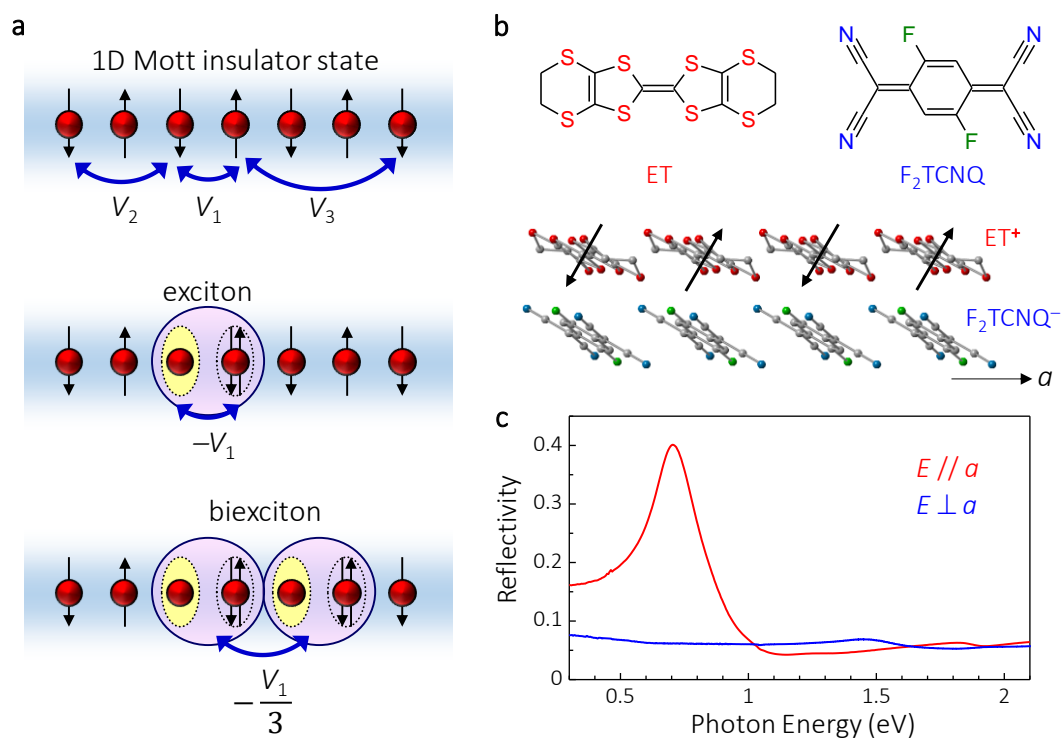 a
1D Mott insulator state
V₂
V₁
V₃
exciton
−V₁
biexciton
− V₁
3
b
S S S S
S S S S
ET
N N
F
F
N N
F₂TCNQ
ET⁺
F₂TCNQ⁻
a
c
0.4
0.3
0.2
0.1
0
Reflectivity
E // a
E ⊥ a
0.5 1 1.5 2
Photon Energy (eV)